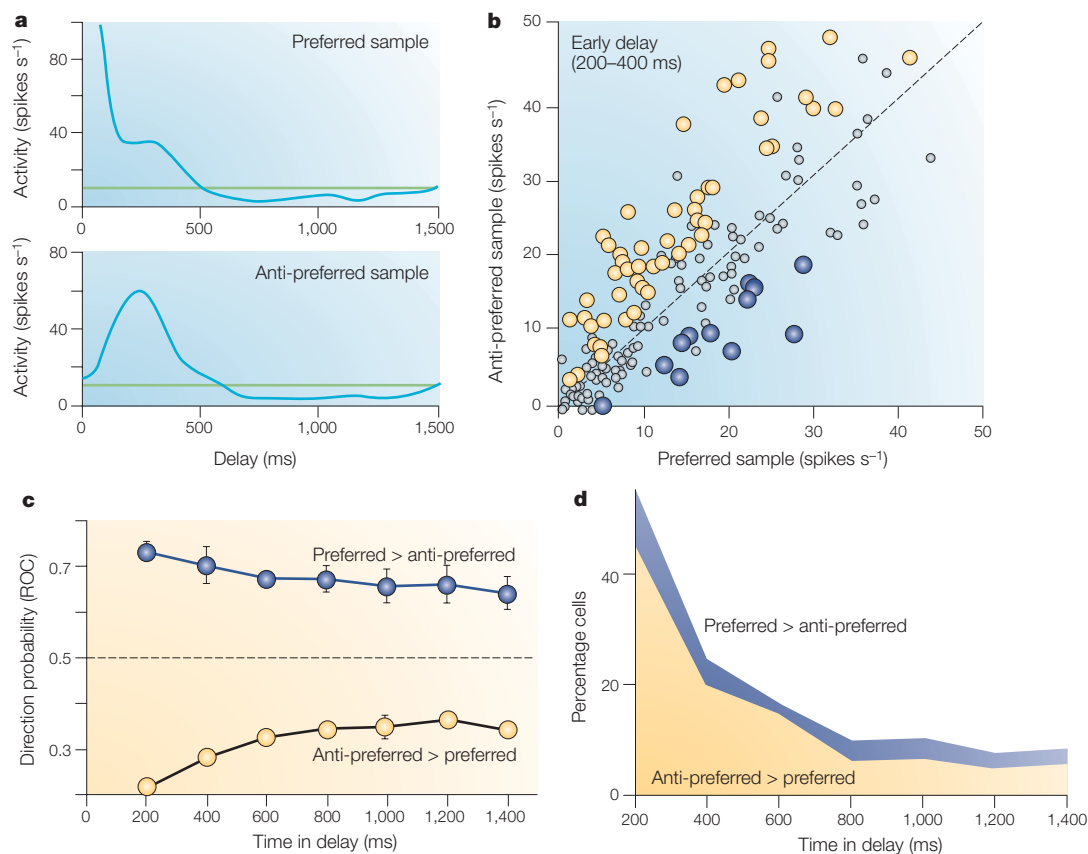 a
Preferred sample
Activity (spikes s⁻¹)
80
40
0
0 500 1,000 1,500
Anti-preferred sample
Activity (spikes s⁻¹)
80
40
0
0 500 1,000 1,500
Delay (ms)
b
Early delay
(200–400 ms)
Anti-preferred sample (spikes s⁻¹)
50
40
30
20
10
0
0 10 20 30 40 50
Preferred sample (spikes s⁻¹)
c
Direction probability (ROC)
0.7
0.5
0.3
Preferred > anti-preferred
Anti-preferred > preferred
0 200 400 600 800 1,000 1,200 1,400
Time in delay (ms)
d
Percentage cells
40
20
0
Preferred > anti-preferred
Anti-preferred > preferred
200 400 600 800 1,000 1,200 1,400
Time in delay (ms)